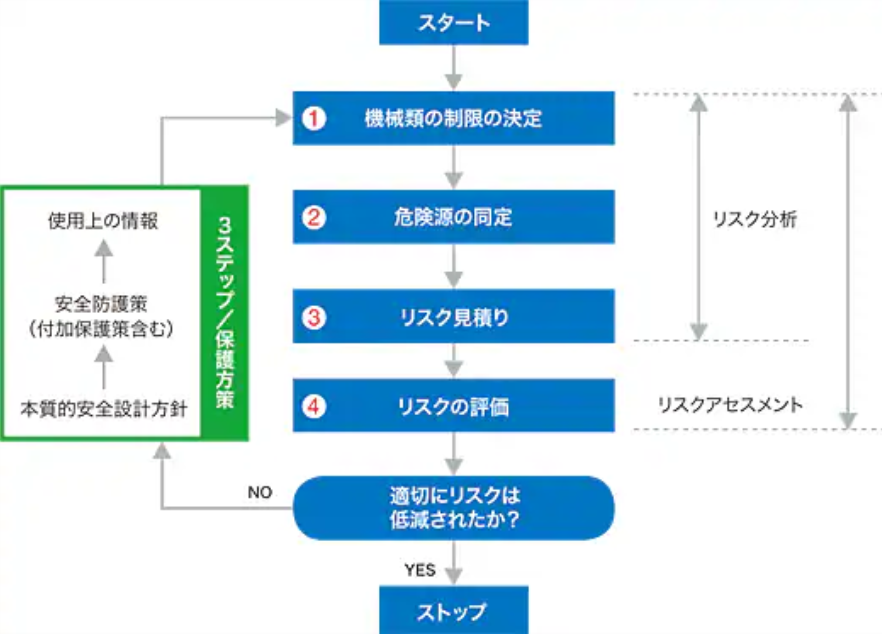 スタート
① 機械類の制限の決定
② 危険源の同定
リスク分析
③ リスク見積り
④ リスクの評価
リスクアセスメント
適切にリスクは
低減されたか？
NO
YES
ストップ
3ステップ／保護方策
使用上の情報
安全防護策
（付加保護策含む）
本質的安全設計方針